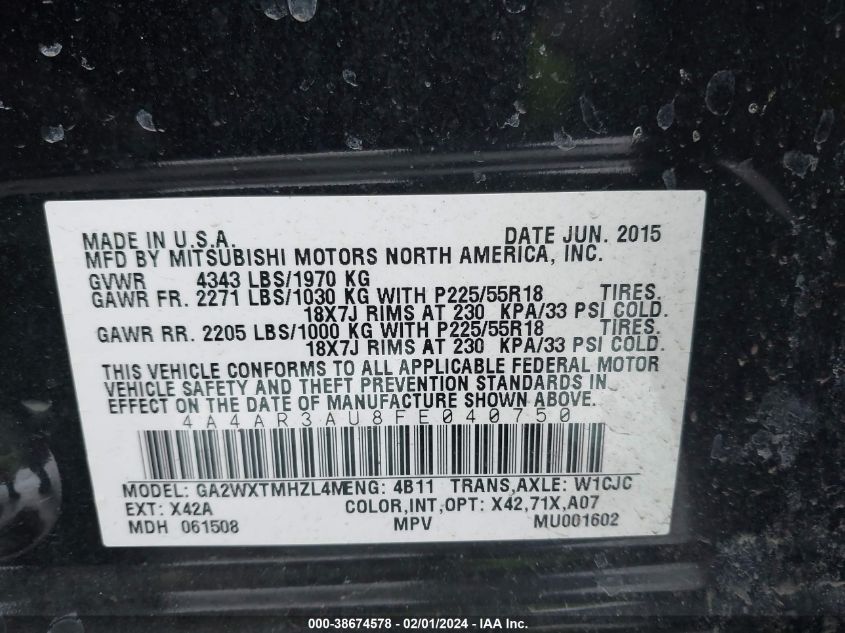 MADE IN U.S.A. DATE JUN. 2015
MFD BY MITSUBISHI MOTORS NORTH AMERICA, INC.
GVWR 4343 LBS/1970 KG
GAWR FR. 2271 LBS/1030 KG WITH P225/55R18 TIRES.
18X7J RIMS AT 230 KPA/33 PSI COLD.
GAWR RR. 2205 LBS/1000 KG WITH P225/55R18 TIRES.
18X7J RIMS AT 230 KPA/33 PSI COLD.
THIS VEHICLE CONFORMS TO ALL APPLICABLE FEDERAL MOTOR
VEHICLE SAFETY AND THEFT PREVENTION STANDARDS IN
EFFECT ON THE DATE OF MANUFACTURE SHOWN ABOVE.
4A4AR3AU8FE040750
MODEL: GA2WXTMHZL4MENG: 4B11 TRANS,AXLE: W1CJC
EXT: X42A COLOR,INT,OPT: X42,71X,A07
MDH 061508 MPV MU001602
000-38674578 - 02/01/2024 - IAA Inc.